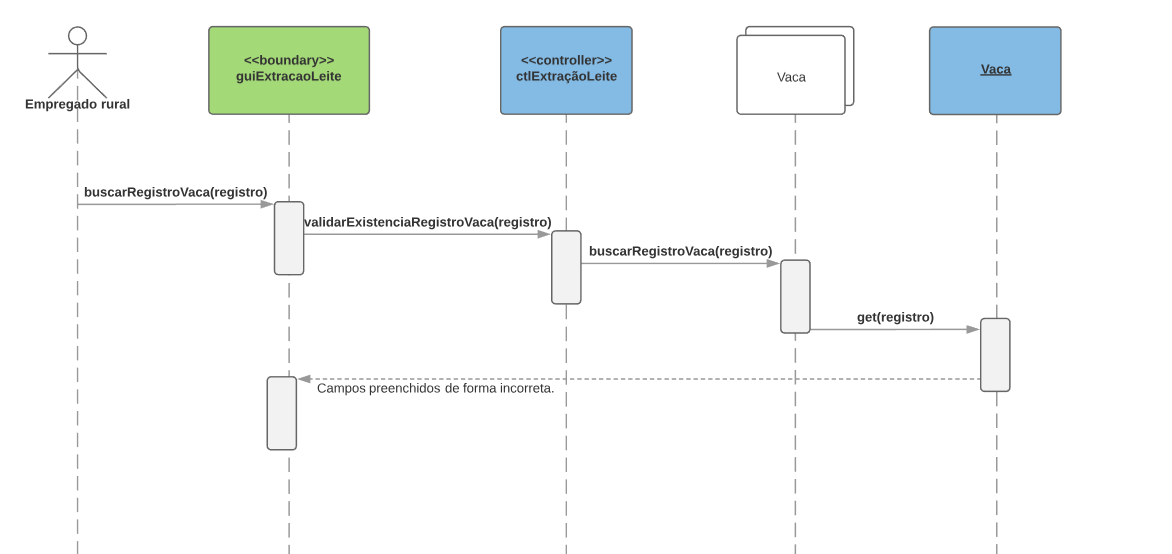 Empregado rural
<<boundary>>
guiExtracaoLeite
<<controller>>
ctlExtraçãoLeite
Vaca
Vaca
buscarRegistroVaca(registro)
validarExistenciaRegistroVaca(registro)
buscarRegistroVaca(registro)
get(registro)
Campos preenchidos de forma incorreta.